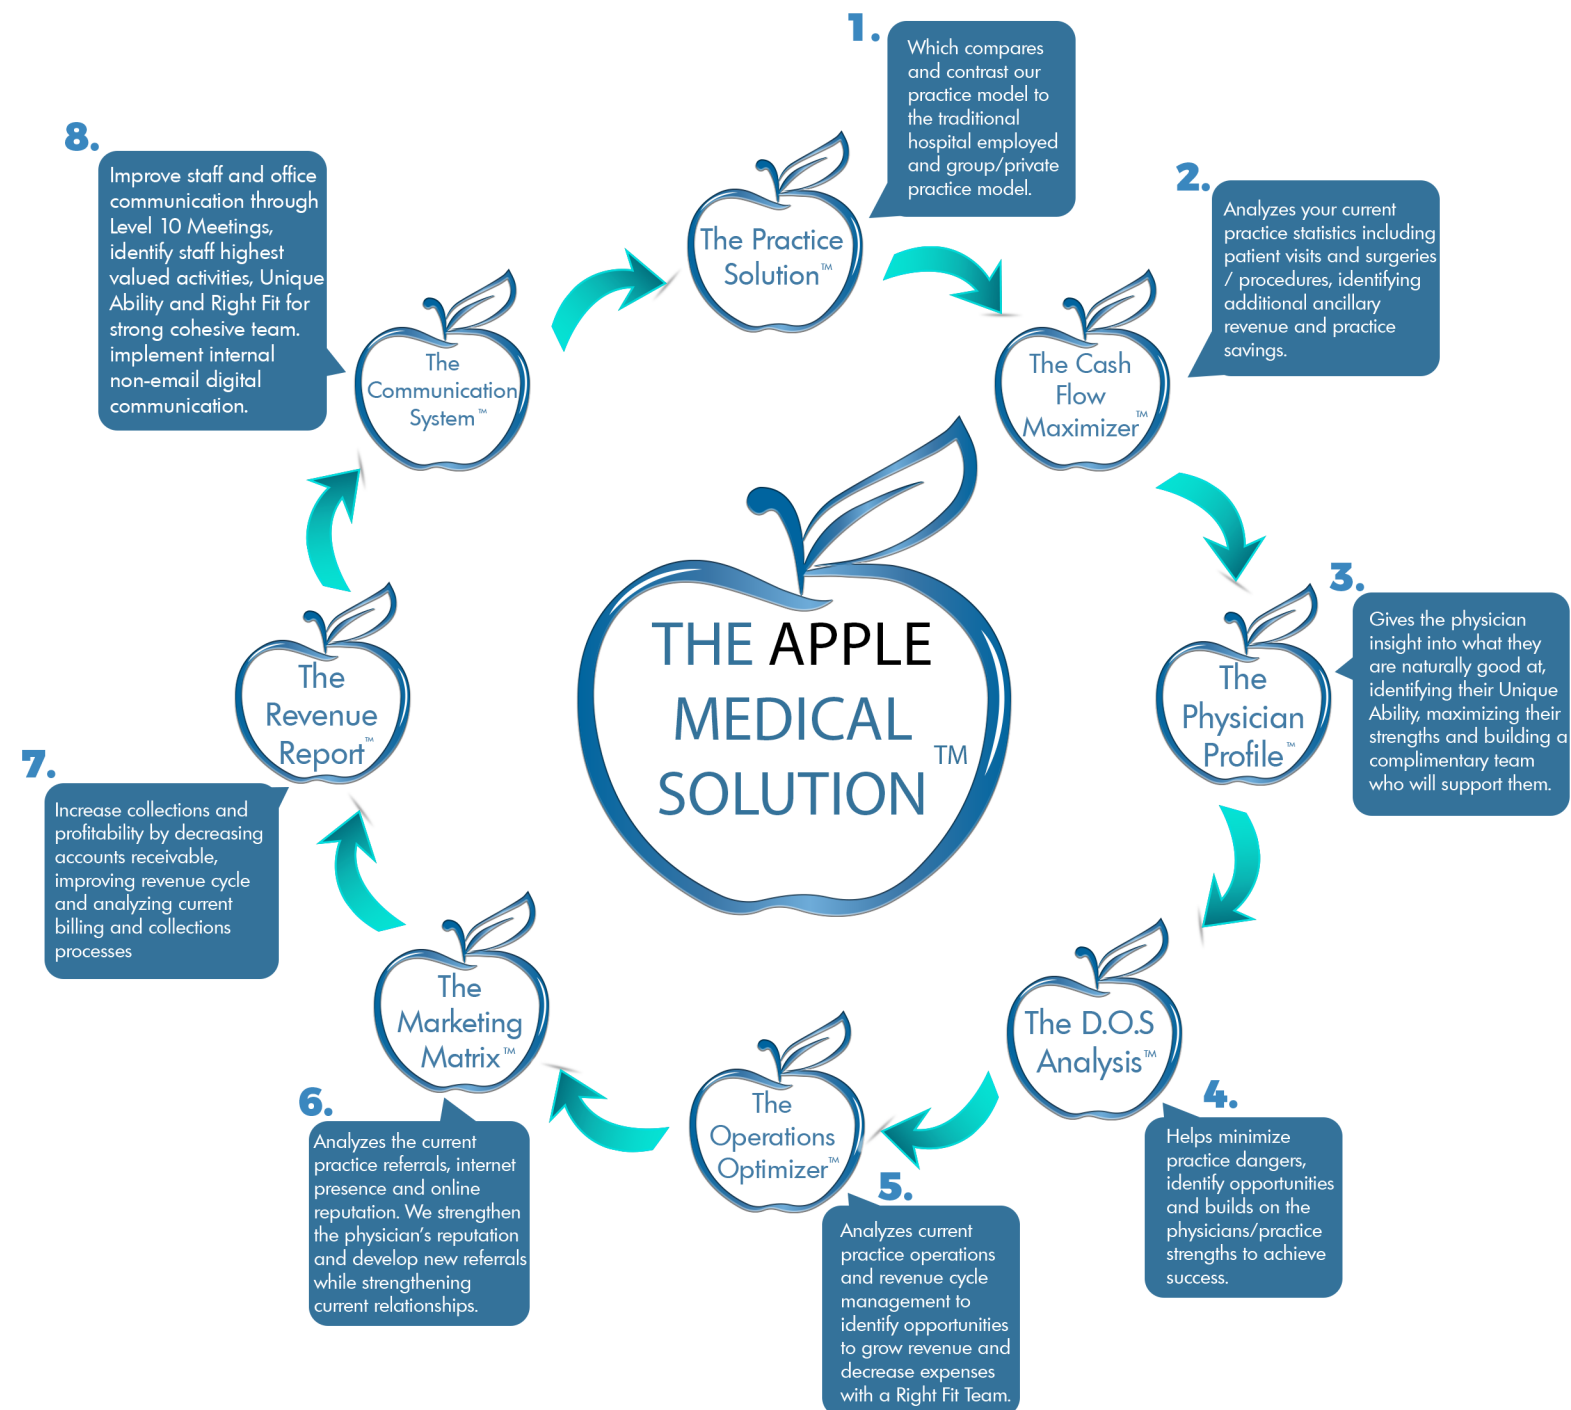 1.
Which compares
and contrast our
practice model to
the traditional
hospital employed
and group/private
practice model.
The Practice
Solution™
2.
Analyzes your current
practice statistics including
patient visits and surgeries
/ procedures, identifying
additional ancillary
revenue and practice
savings.
The Cash
Flow
Maximizer™
3.
Gives the physician
insight into what they
are naturally good at,
identifying their Unique
Ability, maximizing their
strengths and building a
complimentary team
who will support them.
The
Physician
Profile™
4.
Helps minimize
practice dangers,
identify opportunities
and builds on the
physicians/practice
strengths to achieve
success.
The D.O.S
Analysis™
5.
Analyzes current
practice operations
and revenue cycle
management to
identify opportunities
to grow revenue and
decrease expenses
with a Right Fit Team.
The
Operations
Optimizer™
6.
Analyzes the current
practice referrals, internet
presence and online
reputation. We strengthen
the physician’s reputation
and develop new referrals
while strengthening
current relationships.
The
Marketing
Matrix™
7.
Increase collections and
profitability by decreasing
accounts receivable,
improving revenue cycle
and analyzing current
billing and collections
processes
The
Revenue
Report™
8.
Improve staff and office
communication through
Level 10 Meetings,
identify staff highest
valued activities, Unique
Ability and Right Fit for
strong cohesive team.
implement internal
non-email digital
communication.
The
Communication
System™
THE APPLE
MEDICAL
SOLUTION™